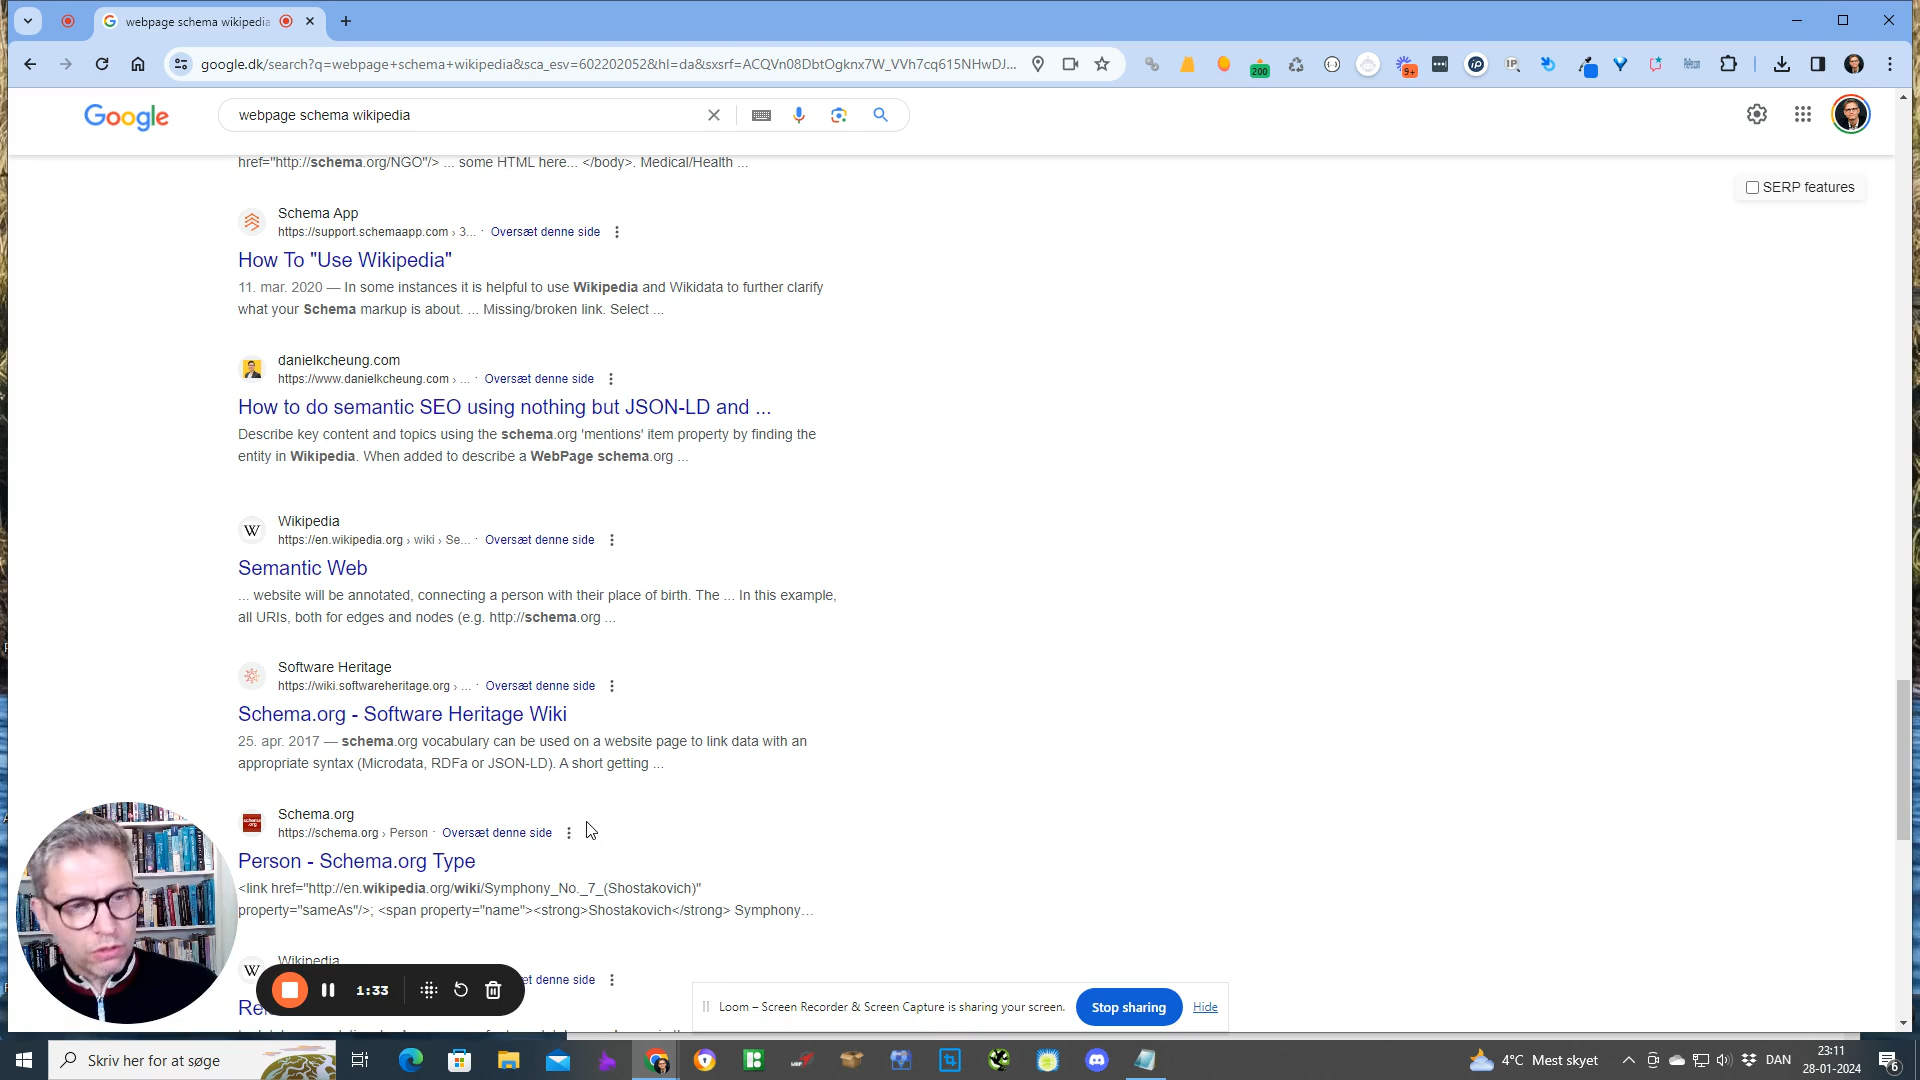 webpage schema wikipedia
google.dk/search?q=webpage+schema+wikipedia&sca_esv=602202052&hl=da&sxsrf=ACQVn08DbtOgknx7W_VVh7cq615NHwDJ...
200
9+
Google
webpage schema wikipedia
href="http://schema.org/NGO"/> ... some HTML here... </body>. Medical/Health ...
SERP features
Schema App
https://support.schemaapp.com › 3... · Oversæt denne side
How To "Use Wikipedia"
11. mar. 2020 — In some instances it is helpful to use Wikipedia and Wikidata to further clarify
what your Schema markup is about. ... Missing/broken link. Select ...
danielkcheung.com
https://www.danielkcheung.com › ... · Oversæt denne side
How to do semantic SEO using nothing but JSON-LD and ...
Describe key content and topics using the schema.org 'mentions' item property by finding the
entity in Wikipedia. When added to describe a WebPage schema.org ...
Wikipedia
https://en.wikipedia.org › wiki › Se... · Oversæt denne side
Semantic Web
... website will be annotated, connecting a person with their place of birth. The ... In this example,
all URIs, both for edges and nodes (e.g. http://schema.org ...
Software Heritage
https://wiki.softwareheritage.org › ... · Oversæt denne side
Schema.org - Software Heritage Wiki
25. apr. 2017 — schema.org vocabulary can be used on a website page to link data with an
appropriate syntax (Microdata, RDFa or JSON-LD). A short getting ...
Schema.org
https://schema.org › Person · Oversæt denne side
Person - Schema.org Type
<link href="http://en.wikipedia.org/wiki/Symphony_No._7_(Shostakovich)"
property="sameAs"/>; <span property="name"><strong>Shostakovich</strong> Symphony...
Wikipedia
denne side
1:33
Loom – Screen Recorder & Screen Capture is sharing your screen.
Stop sharing
Hide
Skriv her for at søge
4°C Mest skyet
DAN
23:11
28-01-2024
6